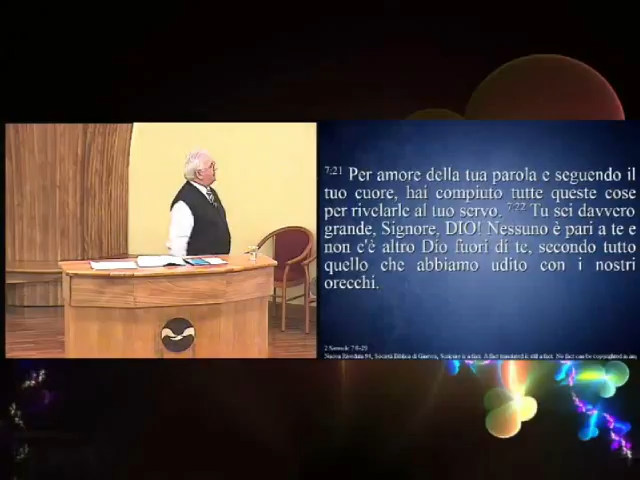 7:21 Per amore della tua parola e seguendo il
tuo cuore, hai compiuto tutte queste cose
per rivelarle al tuo servo. 7:22 Tu sei davvero
grande, Signore, DIO! Nessuno è pari a te e
non c'è altro Dio fuori di te, secondo tutto
quello che abbiamo udito con i nostri
orecchi.
2 Samuele 7:8-29
Nuova Riveduta 94, Società Biblica di Ginevra,